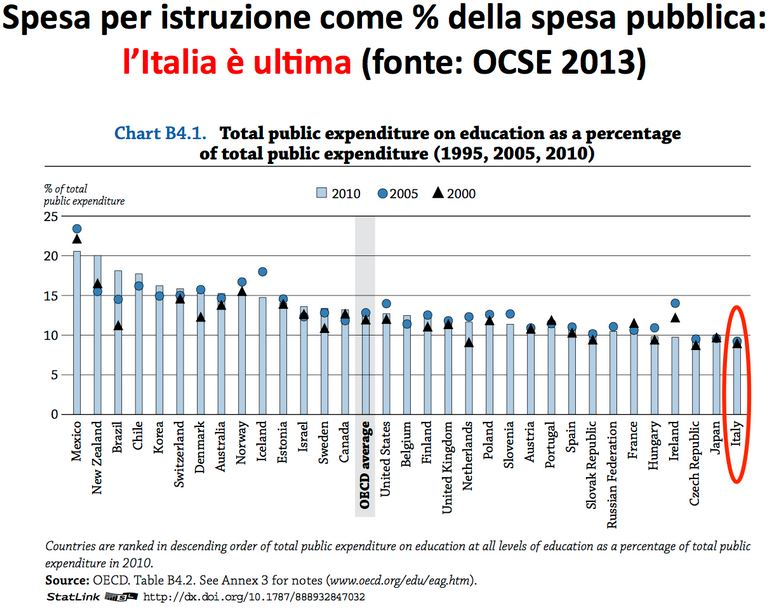 Spesa per istruzione come % della spesa pubblica:
l'Italia è ultima (fonte: OCSE 2013)
Chart B4.1. Total public expenditure on education as a percentage
of total public expenditure (1995, 2005, 2010)
% of total
public expenditure
2010 2005 2000
25
20
15
10
5
0
Mexico
New Zealand
Brazil
Chile
Korea
Switzerland
Denmark
Australia
Norway
Iceland
Estonia
Israel
Sweden
Canada
OECD average
United States
Belgium
Finland
United Kingdom
Netherlands
Poland
Slovenia
Austria
Portugal
Spain
Slovak Republic
Russian Federation
France
Hungary
Ireland
Czech Republic
Japan
Italy
Countries are ranked in descending order of total public expenditure on education at all levels of education as a percentage of total public
expenditure in 2010.
Source: OECD. Table B4.2. See Annex 3 for notes (www.oecd.org/edu/eag.htm).
StatLink http://dx.doi.org/10.1787/888932847032